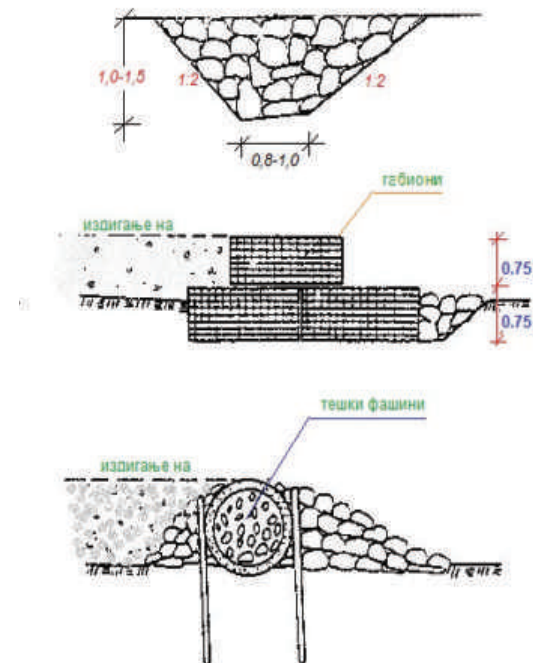 1,0-1,5
1:2
1:2
0,8-1,0
габиони
издигање на
0.75
0.75
тешки фашини
издигање на